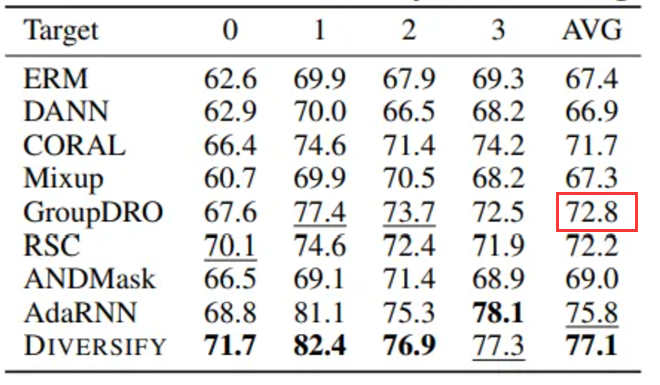 Target 0 1 2 3 AVG
ERM 62.6 69.9 67.9 69.3 67.4
DANN 62.9 70.0 66.5 68.2 66.9
CORAL 66.4 74.6 71.4 74.2 71.7
Mixup 60.7 69.9 70.5 68.2 67.3
GroupDRO 67.6 77.4 73.7 72.5 72.8
RSC 70.1 74.6 72.4 71.9 72.2
ANDMask 66.5 69.1 71.4 68.9 69.0
AdaRNN 68.8 81.1 75.3 78.1 75.8
DIVERSIFY 71.7 82.4 76.9 77.3 77.1